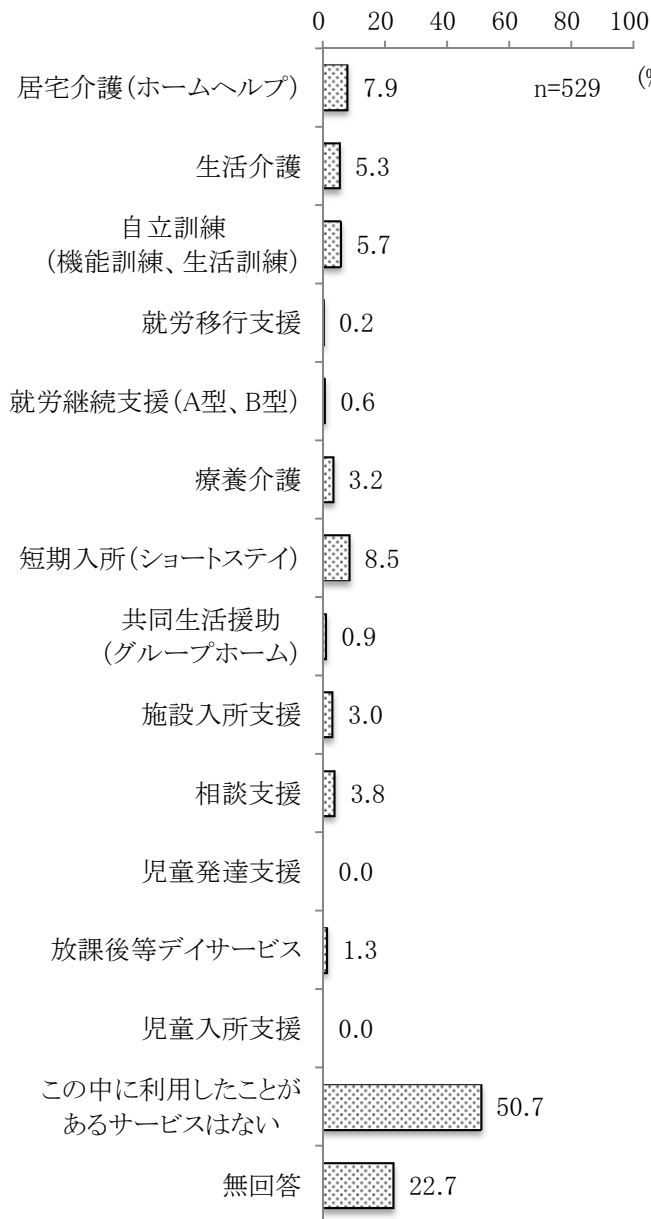 0 20 40 60 80 100
(%
n=529
居宅介護(ホームヘルプ) 7.9
生活介護 5.3
自立訓練
(機能訓練、生活訓練) 5.7
就労移行支援 0.2
就労継続支援(A型、B型) 0.6
療養介護 3.2
短期入所(ショートステイ) 8.5
共同生活援助
(グループホーム) 0.9
施設入所支援 3.0
相談支援 3.8
児童発達支援 0.0
放課後等デイサービス 1.3
児童入所支援 0.0
この中に利用したことが
あるサービスはない 50.7
無回答 22.7